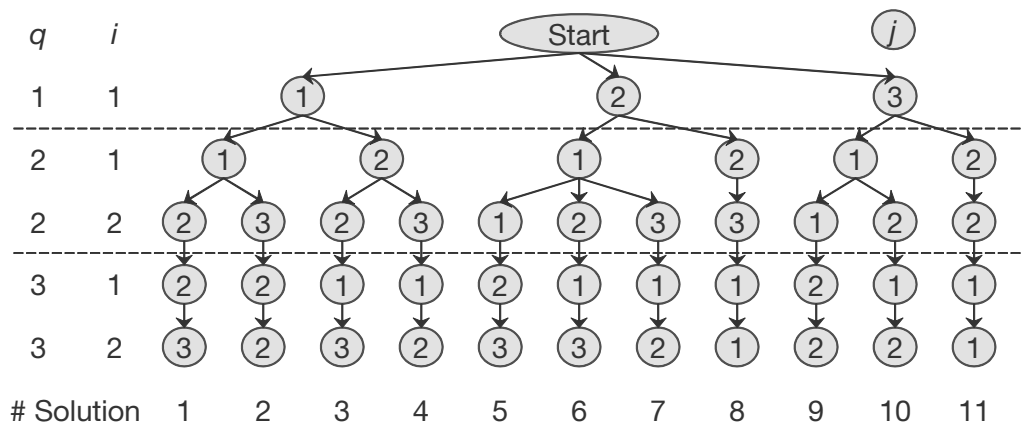 q i Start j
1 1 1 2 3
2 1 1 2 1 2 1 2
2 2 2 3 2 3 1 2 3 3 1 2 2
3 1 2 2 1 1 2 1 1 1 2 1 1
3 2 3 2 3 2 3 3 2 1 2 2 1
# Solution 1 2 3 4 5 6 7 8 9 10 11